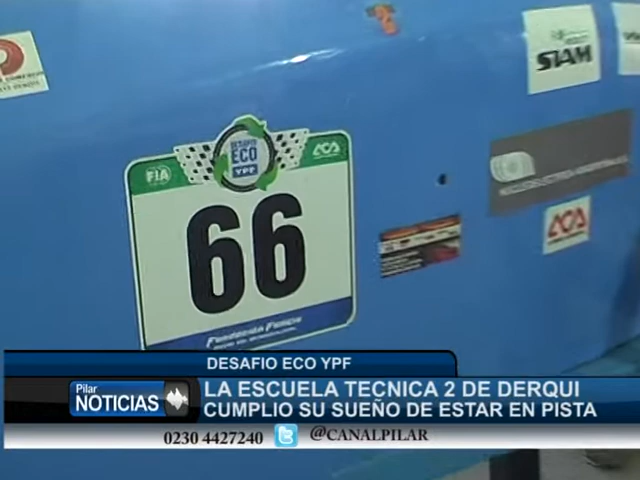 SIAM
DESAFIO
ECO
YPF
FIA
ACA
66
ACA
DESAFIO ECO YPF
Pilar
NOTICIAS
LA ESCUELA TECNICA 2 DE DERQUI
CUMPLIO SU SUEÑO DE ESTAR EN PISTA
0230 4427240
@CANALPILAR